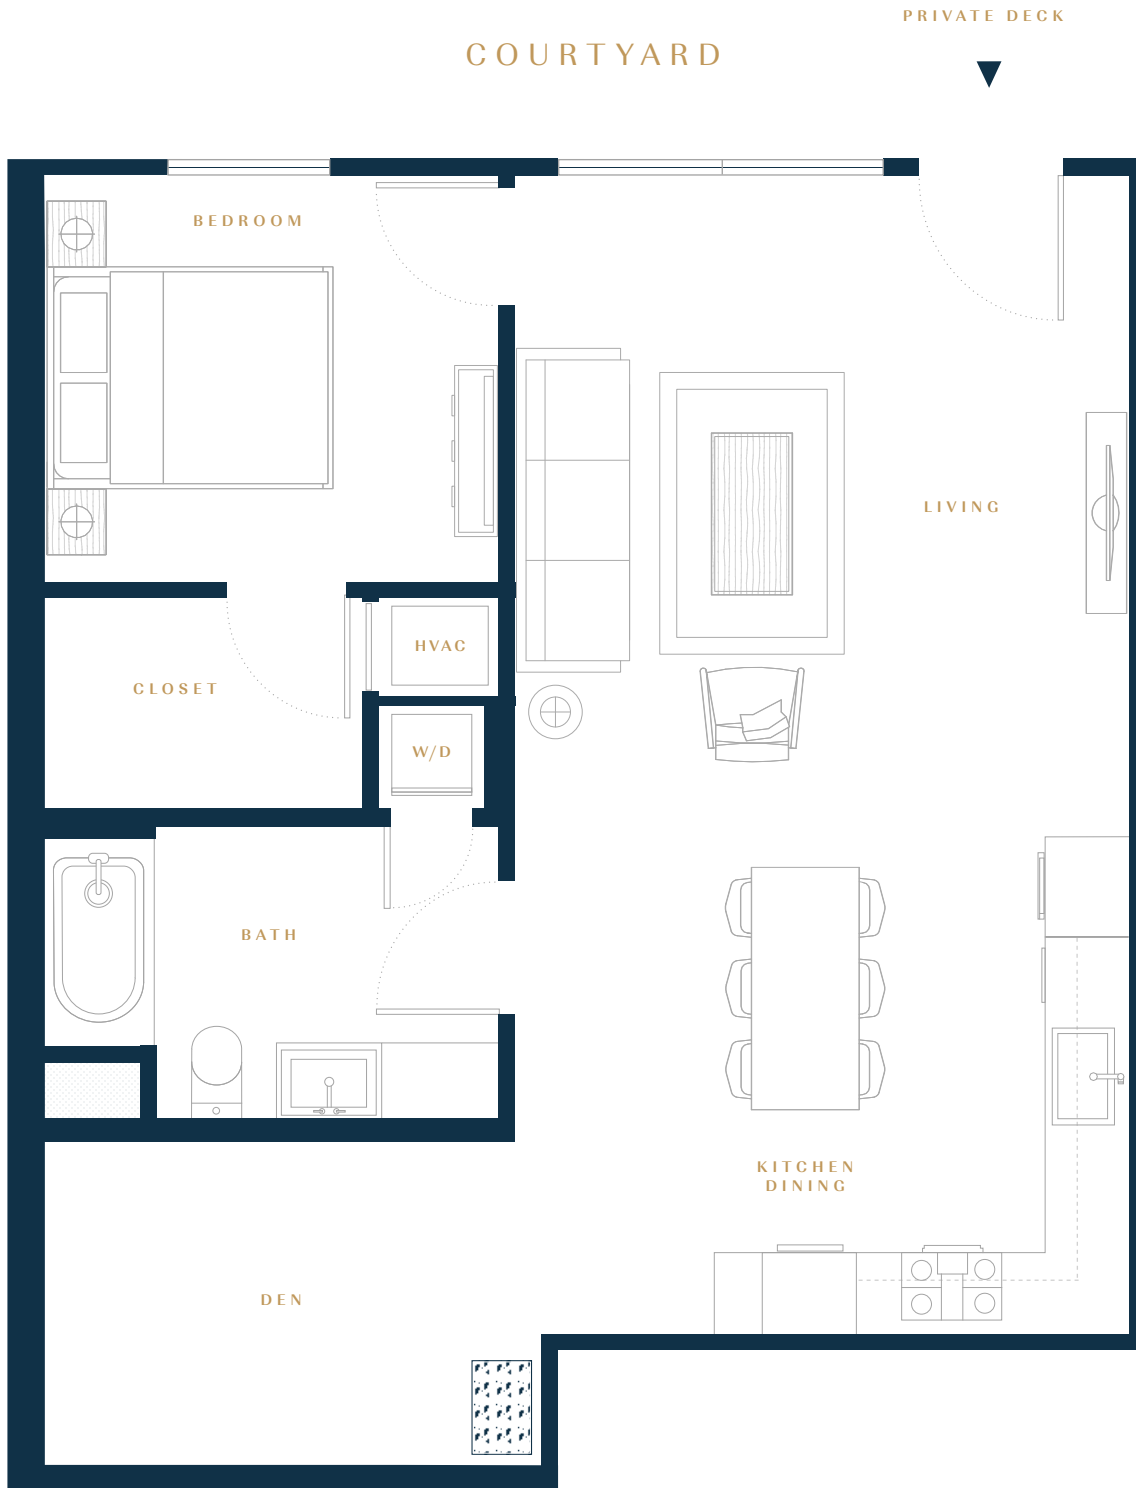 PRIVATE DECK
COURTYARD
BEDROOM
LIVING
HVAC
CLOSET
W/D
BATH
KITCHEN
DINING
DEN